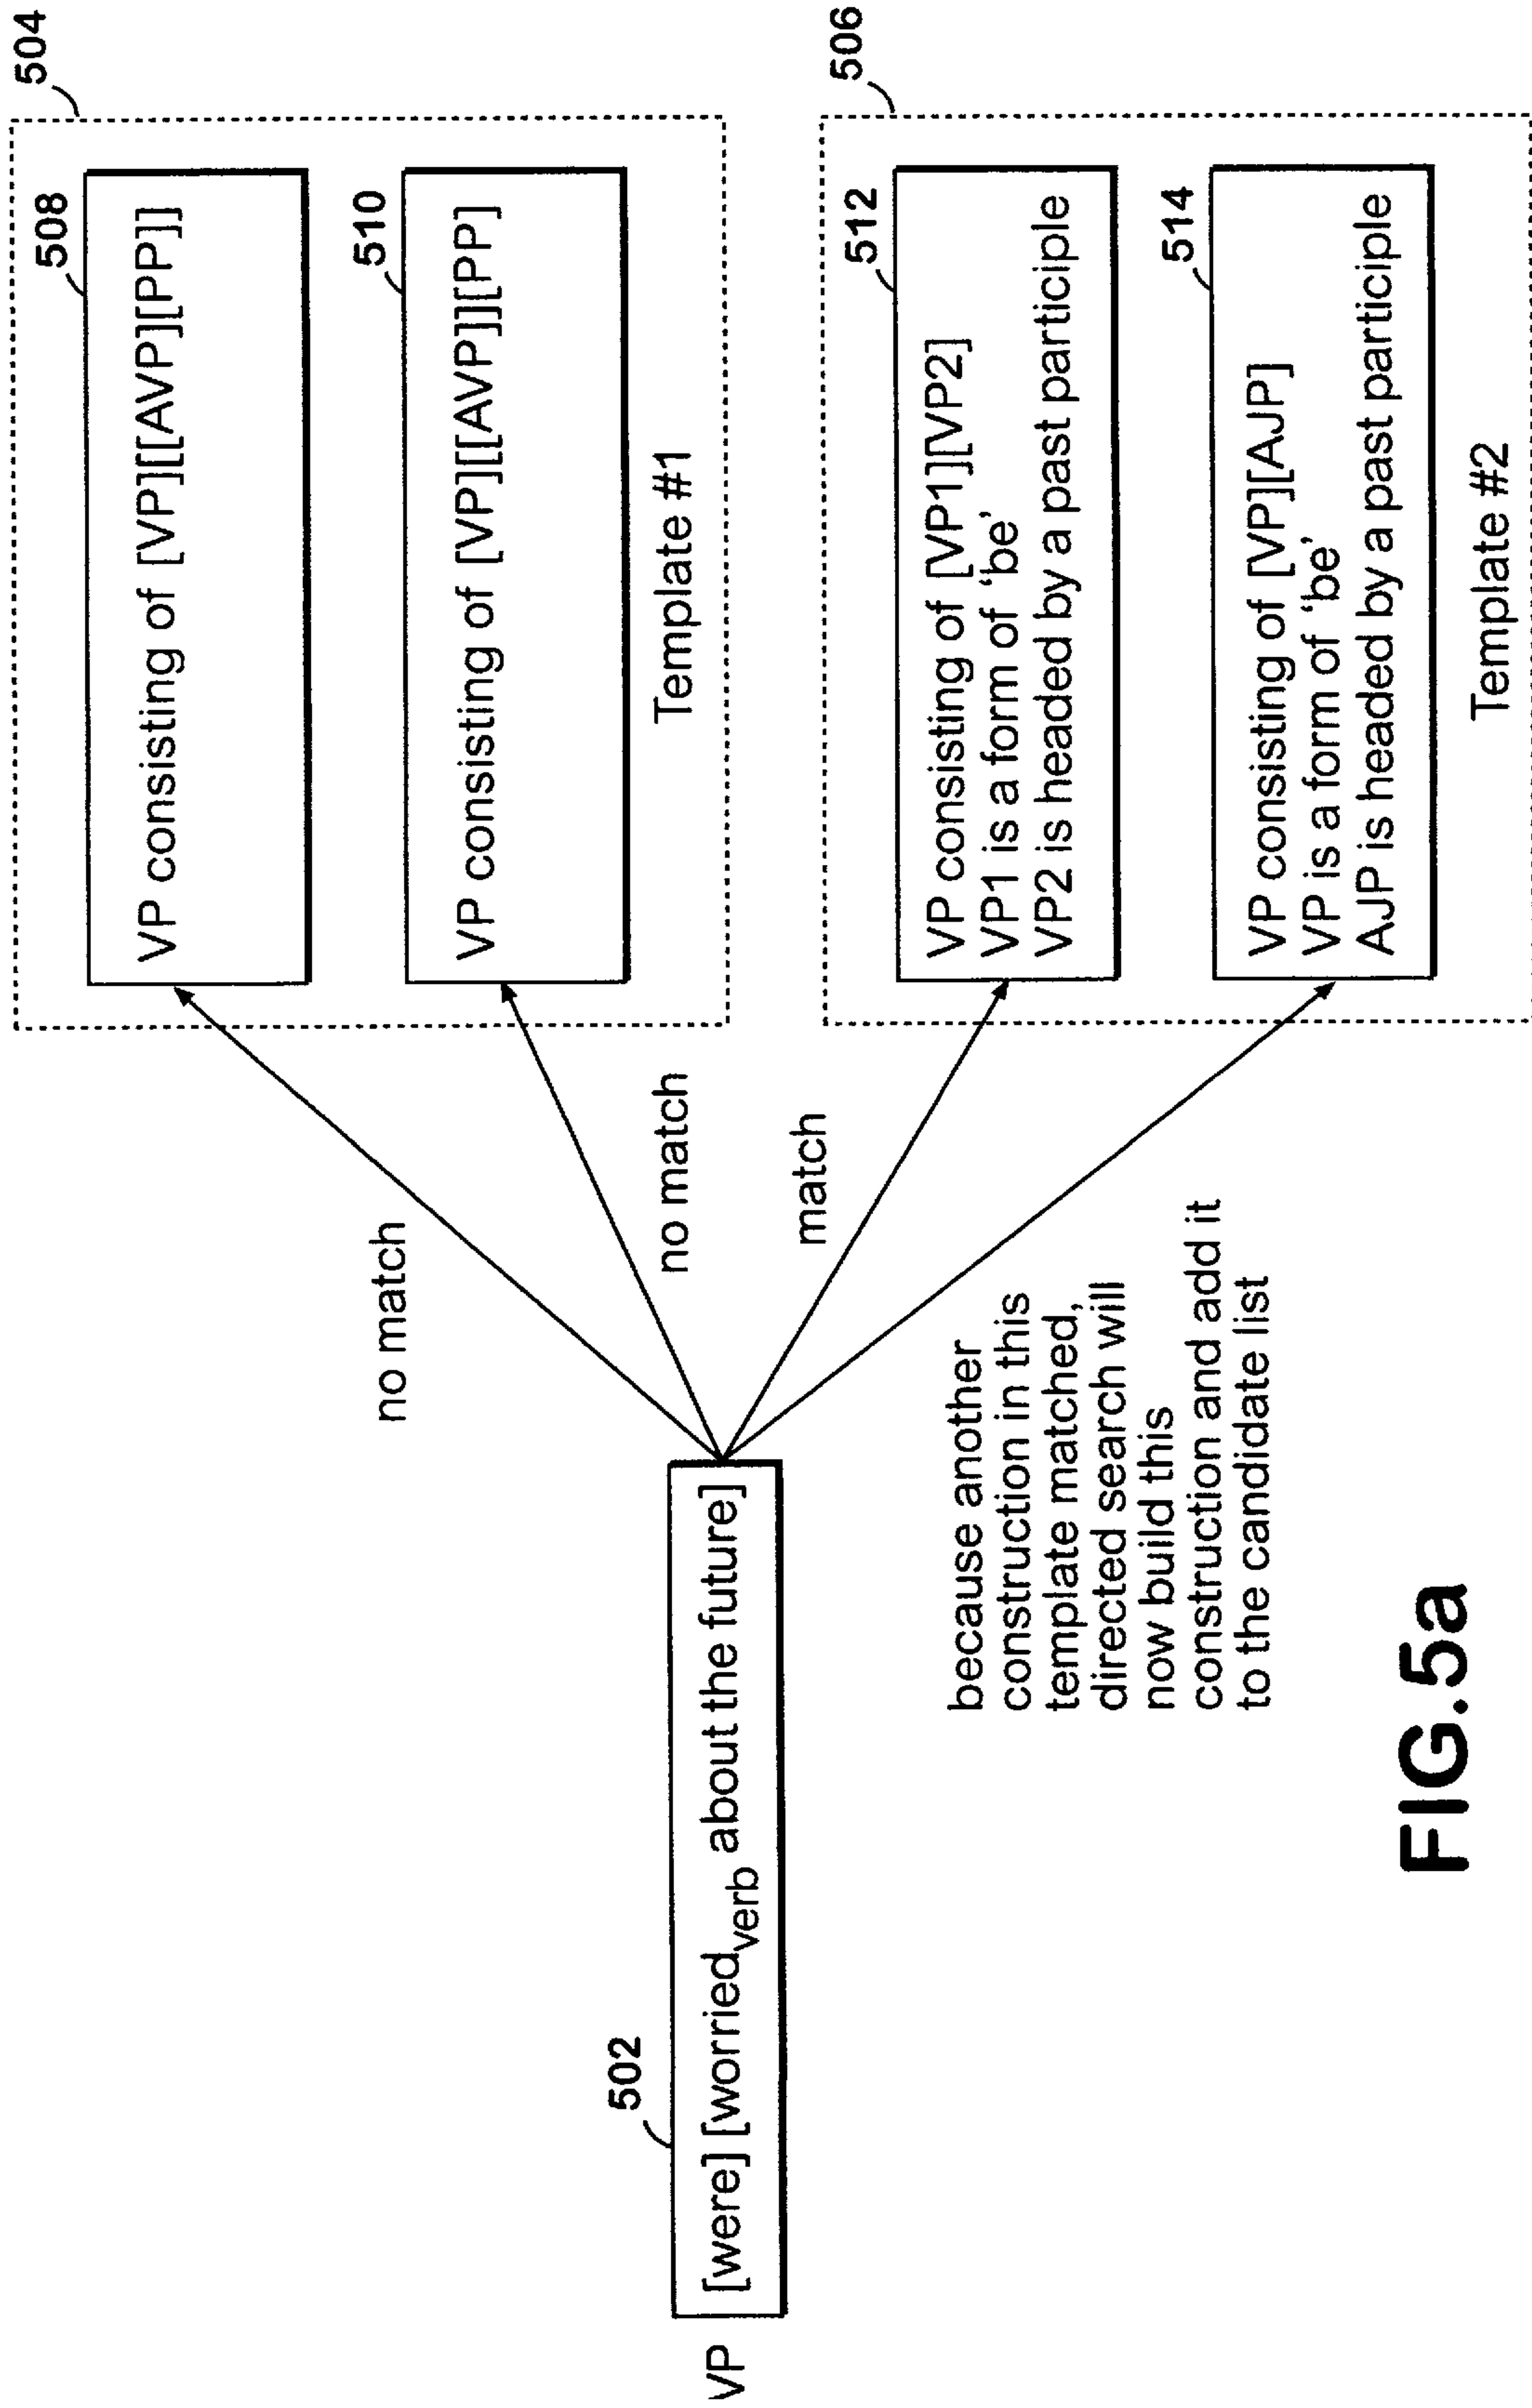 504
508
VP consisting of [VP][[AVP][PP]]
510
VP consisting of [VP][[AVP]][PP]
Template #1
no match
no match
502
VP [were] [worried verb about the future]
match
506
512
VP consisting of [VP1][VP2]
VP1 is a form of ‘be’
VP2 is headed by a past participle
514
VP consisting of [VP][AJP]
VP is a form of ‘be’
AJP is headed by a past participle
Template #2
because another
construction in this
template matched,
directed search will
now build this
construction and add it
to the candidate list
FIG.5a